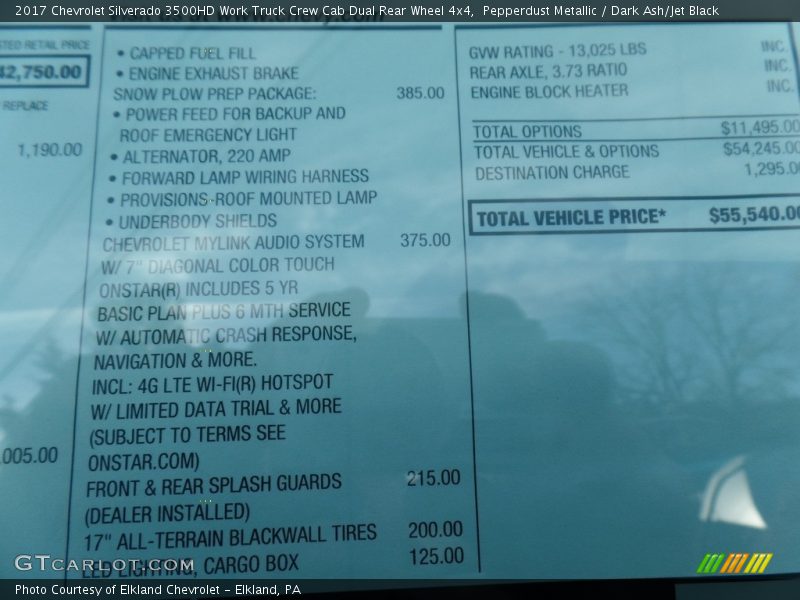 2017 Chevrolet Silverado 3500HD Work Truck Crew Cab Dual Rear Wheel 4x4,  Pepperdust Metallic / Dark Ash/Jet Black
RETAIL PRICE
42,750.00
REPLACE
1,190.00
,005.00
• CAPPED FUEL FILL
• ENGINE EXHAUST BRAKE
SNOW PLOW PREP PACKAGE: 385.00
• POWER FEED FOR BACKUP AND
ROOF EMERGENCY LIGHT
• ALTERNATOR, 220 AMP
• FORWARD LAMP WIRING HARNESS
• PROVISIONS-ROOF MOUNTED LAMP
• UNDERBODY SHIELDS
CHEVROLET MYLINK AUDIO SYSTEM 375.00
W/ 7" DIAGONAL COLOR TOUCH
ONSTAR(R) INCLUDES 5 YR
BASIC PLAN PLUS 6 MTH SERVICE
W/ AUTOMATIC CRASH RESPONSE,
NAVIGATION & MORE.
INCL: 4G LTE WI-FI(R) HOTSPOT
W/ LIMITED DATA TRIAL & MORE
(SUBJECT TO TERMS SEE
ONSTAR.COM)
FRONT & REAR SPLASH GUARDS 215.00
(DEALER INSTALLED)
17" ALL-TERRAIN BLACKWALL TIRES 200.00
LED LIGHTING, CARGO BOX 125.00
GVW RATING - 13,025 LBS INC.
REAR AXLE, 3.73 RATIO INC.
ENGINE BLOCK HEATER INC.
TOTAL OPTIONS $11,495.00
TOTAL VEHICLE & OPTIONS $54,245.00
DESTINATION CHARGE 1,295.00
TOTAL VEHICLE PRICE* $55,540.00
GTCarLot.com
Photo Courtesy of Elkland Chevrolet – Elkland, PA